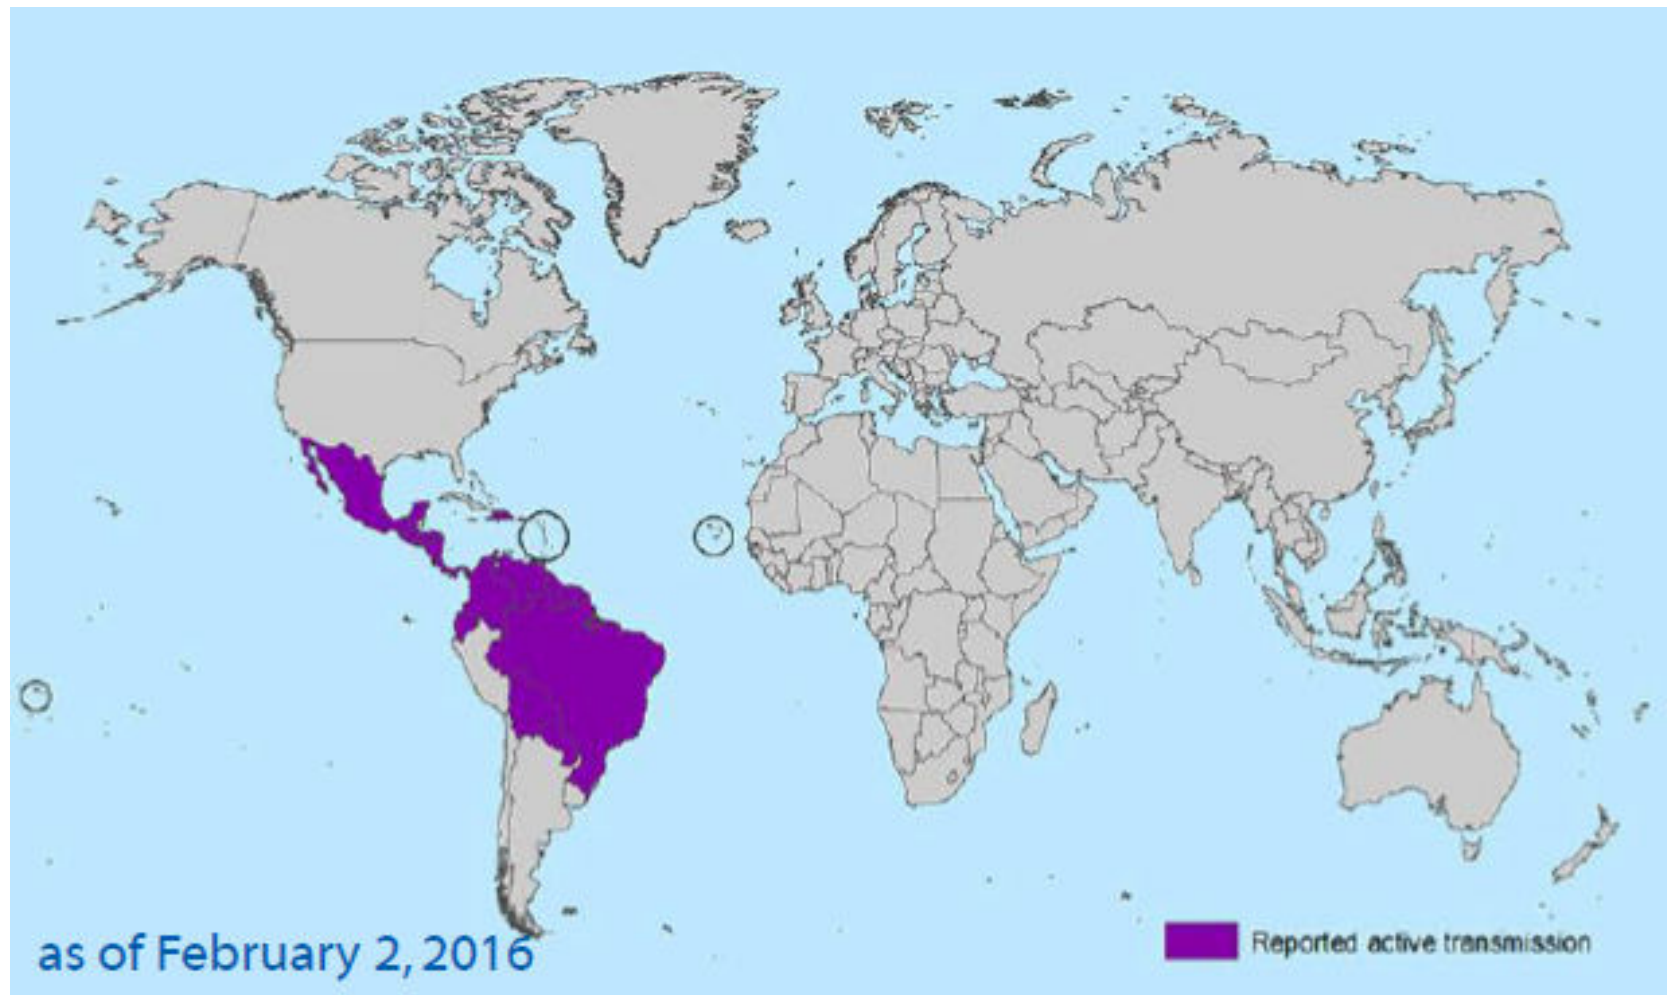 as of February 2, 2016
Reported active transmission